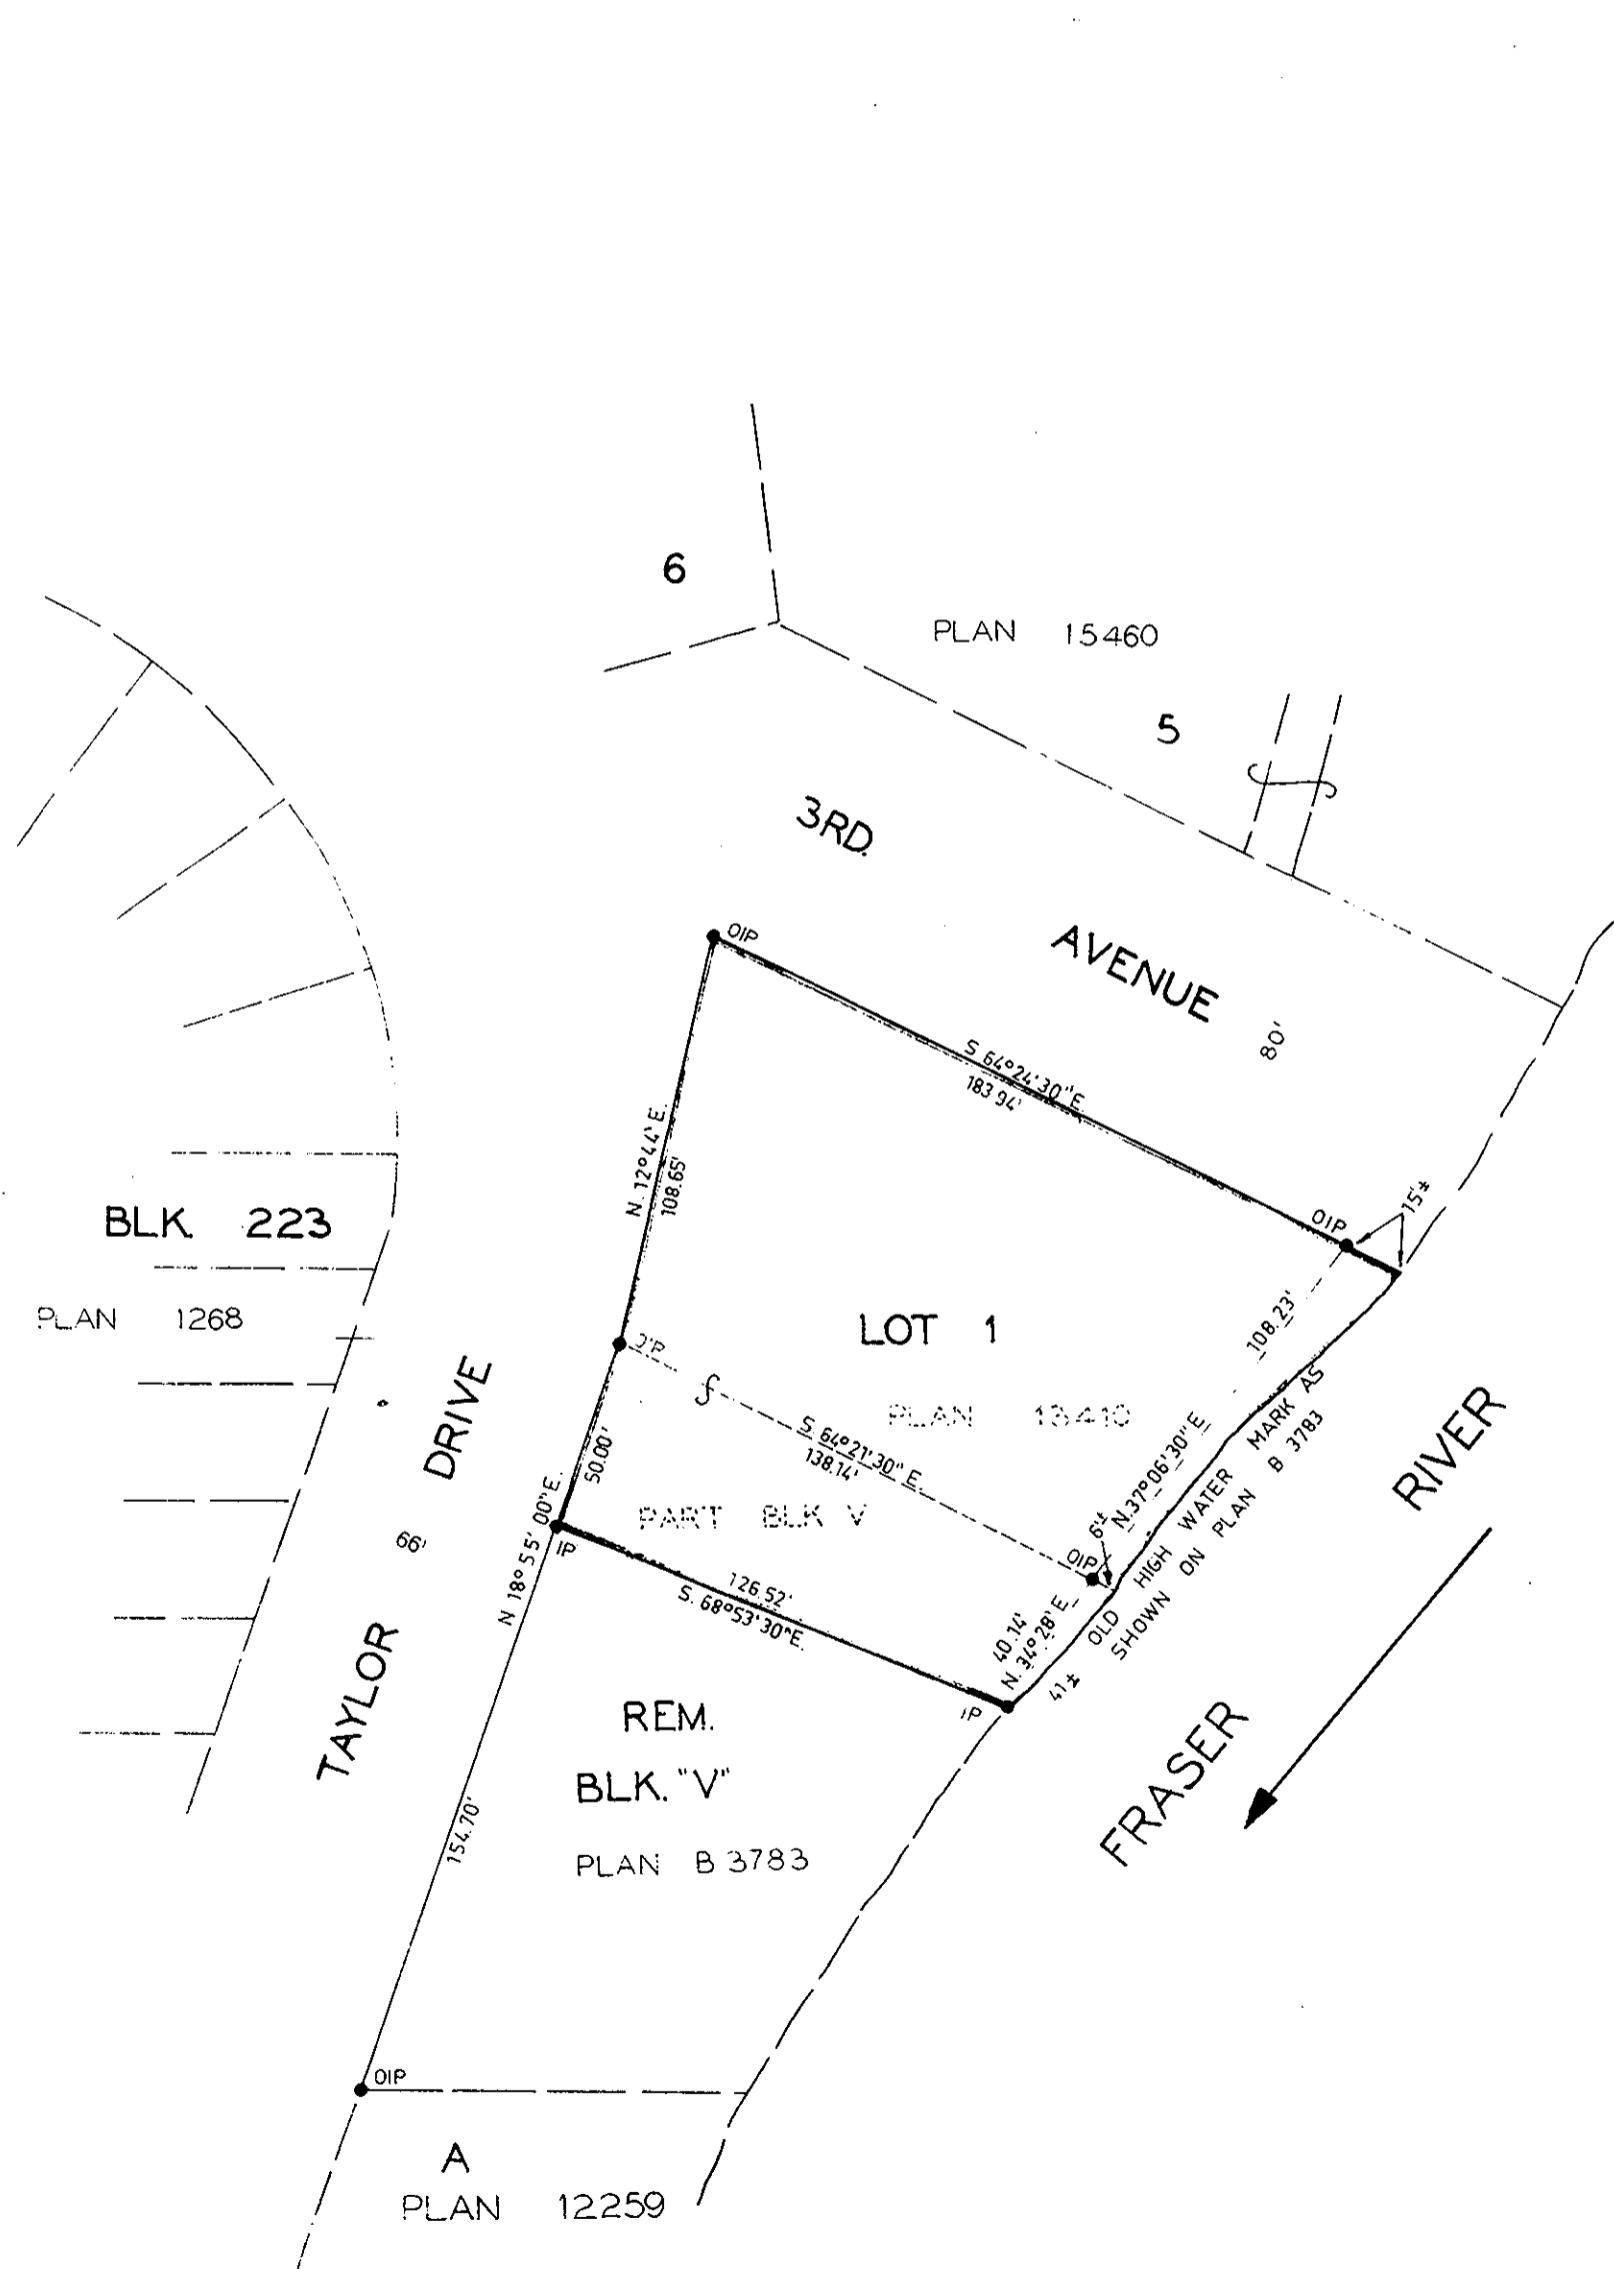 6
PLAN 15460
5
3RD. AVENUE
80'
OIP
S. 64°24'30"E.
183.94'
N. 12°44' E.
108.65'
OIP
15'±
BLK. 223
PLAN 1268
LOT 1
PLAN 13410
108.23'
N.37°06'30"E.
O.I.P
S. 64°21'30" E.
138.14'
50.00'
PART BLK V
OLD HIGH WATER MARK AS
SHOWN ON PLAN B 3783
6'±
OIP
TAYLOR DRIVE
66'
N 18°55' 00"E.
IP
126.52'
S. 68°53'30"E.
40.14'
N. 34°28' E.
41'±
IP
FRASER RIVER
REM.
BLK. "V"
PLAN B 3783
154.70'
OIP
A
PLAN 12259